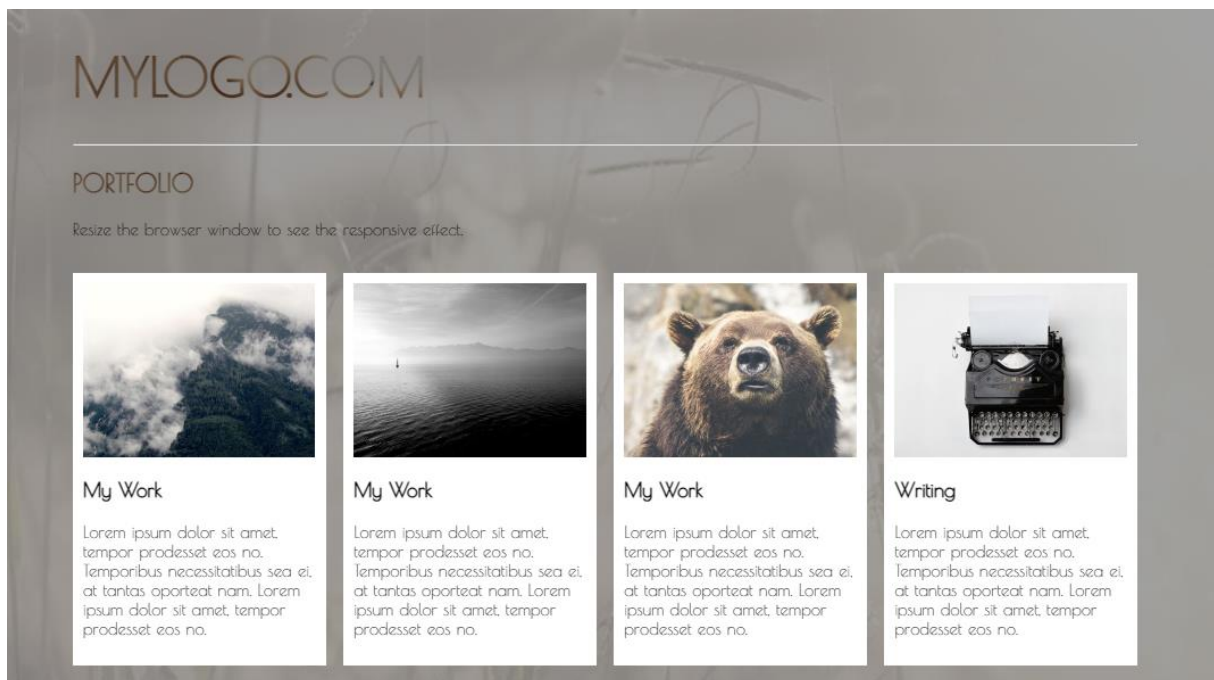 MYLOGO.COM
PORTFOLIO
Resize the browser window to see the responsive effect.
My Work
Lorem ipsum dolor sit amet,
tempor prodesset eos no.
Temporibus necessitatibus sea ei,
at tantas oporteat nam. Lorem
ipsum dolor sit amet, tempor
prodesset eos no.
My Work
Lorem ipsum dolor sit amet,
tempor prodesset eos no.
Temporibus necessitatibus sea ei,
at tantas oporteat nam. Lorem
ipsum dolor sit amet, tempor
prodesset eos no.
My Work
Lorem ipsum dolor sit amet,
tempor prodesset eos no.
Temporibus necessitatibus sea ei,
at tantas oporteat nam. Lorem
ipsum dolor sit amet, tempor
prodesset eos no.
Writing
Lorem ipsum dolor sit amet,
tempor prodesset eos no.
Temporibus necessitatibus sea ei,
at tantas oporteat nam. Lorem
ipsum dolor sit amet, tempor
prodesset eos no.